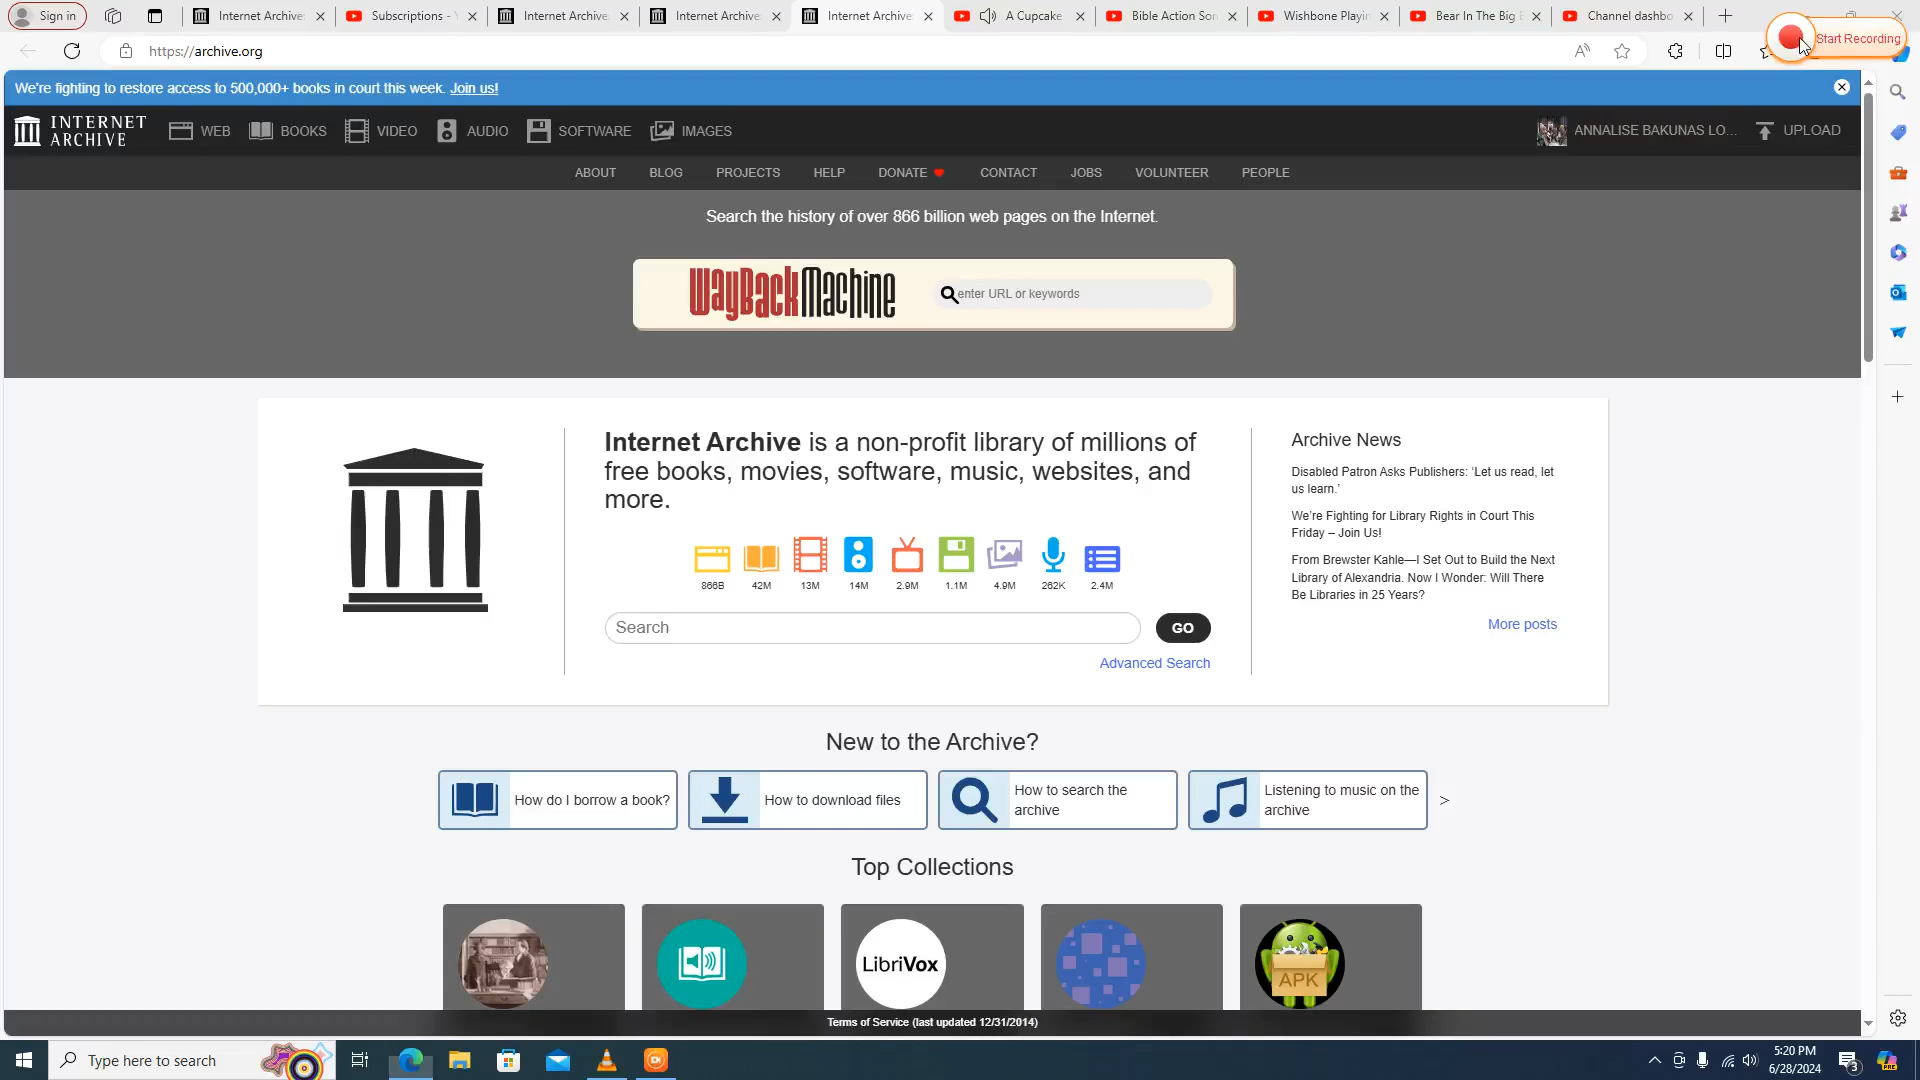 Sign in
Internet Archive:
Subscriptions - Y
Internet Archive:
Internet Archive:
Internet Archive:
A Cupcake
Bible Action Son
Wishbone Playin
Bear In The Big B
Channel dashbo
Start Recording
https://archive.org
We're fighting to restore access to 500,000+ books in court this week. Join us!
INTERNET ARCHIVE
WEB
BOOKS
VIDEO
AUDIO
SOFTWARE
IMAGES
ANNALISE BAKUNAS LO...
UPLOAD
ABOUT
BLOG
PROJECTS
HELP
DONATE
CONTACT
JOBS
VOLUNTEER
PEOPLE
Search the history of over 866 billion web pages on the Internet.
WayBackMachine
enter URL or keywords
Internet Archive is a non-profit library of millions of
free books, movies, software, music, websites, and
more.
866B
42M
13M
14M
2.9M
1.1M
4.9M
262K
2.4M
Search
GO
Advanced Search
Archive News
Disabled Patron Asks Publishers: ‘Let us read, let
us learn.’
We’re Fighting for Library Rights in Court This
Friday – Join Us!
From Brewster Kahle—I Set Out to Build the Next
Library of Alexandria. Now I Wonder: Will There
Be Libraries in 25 Years?
More posts
New to the Archive?
How do I borrow a book?
How to download files
How to search the
archive
Listening to music on the
archive
>
Top Collections
LibriVox
APK
Terms of Service (last updated 12/31/2014)
Type here to search
5:20 PM
6/28/2024
3
PRE